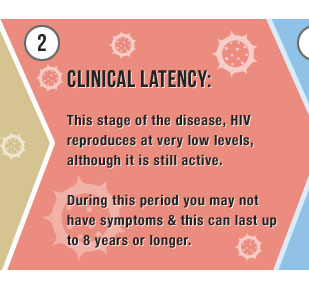 2
CLINICAL LATENCY:
This stage of the disease, HIV
reproduces at very low levels,
although it is still active.
During this period you may not
have symptoms & this can last up
to 8 years or longer.